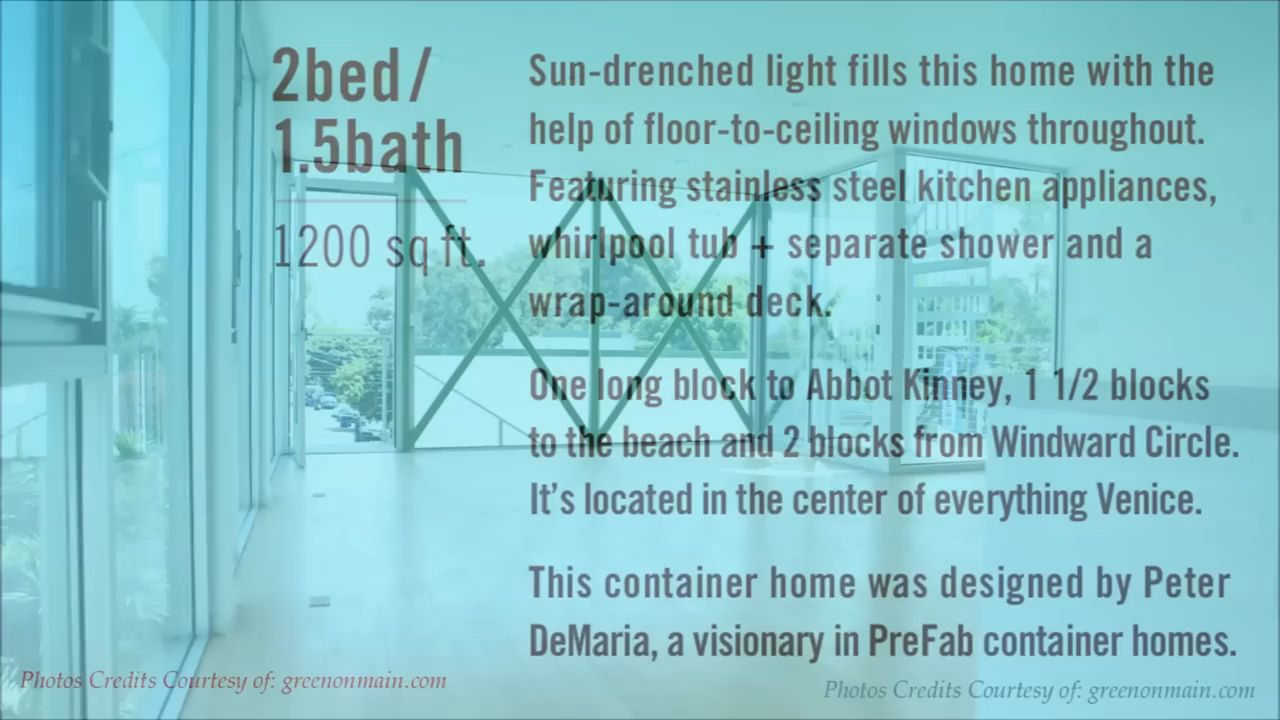 2bed/
1.5bath
1200 sq ft.
Sun-drenched light fills this home with the
help of floor-to-ceiling windows throughout.
Featuring stainless steel kitchen appliances,
whirlpool tub + separate shower and a
wrap-around deck.
One long block to Abbot Kinney, 1 1/2 blocks
to the beach and 2 blocks from Windward Circle.
It's located in the center of everything Venice.
This container home was designed by Peter
DeMaria, a visionary in PreFab container homes.
Photos Credits Courtesy of: greenonmain.com
Photos Credits Courtesy of: greenonmain.com